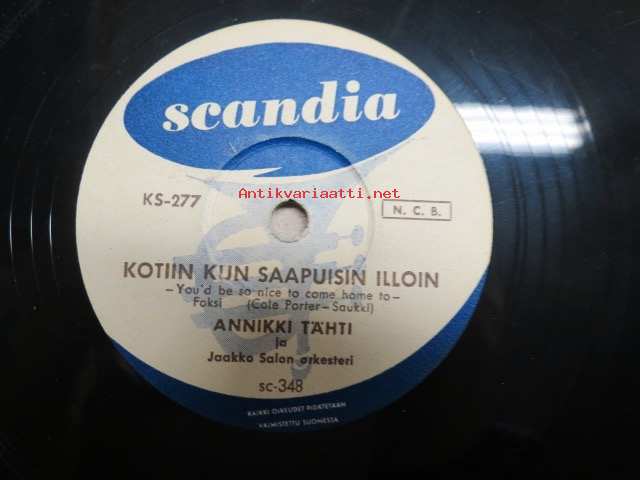 scandia
Antikvariaatti.net
KS-277
N. C. B.
KOTIIN KUN SAAPUISIN ILLOIN
—You'd be so nice to come home to—
Foksi (Cole Porter—Saukki)
ANNIKKI TÄHTI
ja
Jaakko Salon orkesteri
SC-348
KAIKKI OIKEUDET PIDÄTETÄÄN
VALMISTETTU SUOMESSA